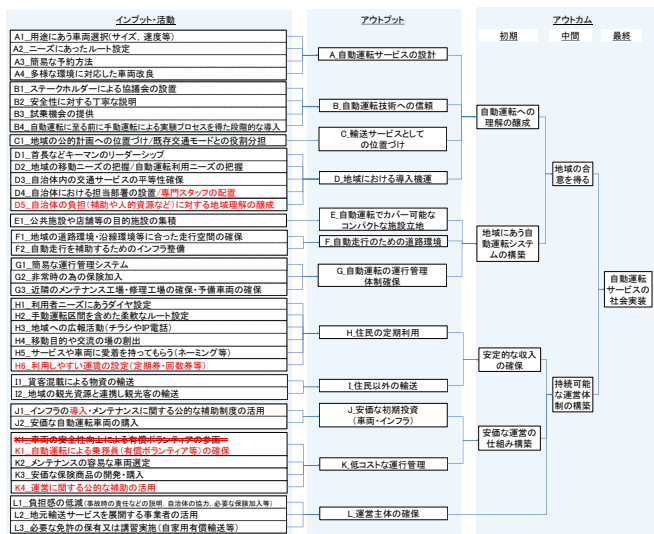 インプット・活動
アウトプット
アウトカム
初期
中間
最終
A1_用途にあう車両選択(サイズ、速度等)
A2_ニーズにあったルート設定
A3_簡易な予約方法
A4_多様な環境に対応した車両改良
B1_ステークホルダーによる協議会の設置
B2_安全性に対する丁寧な説明
B3_試乗機会の提供
B4_自動運転に至る前に手動運転による実験プロセスを得た段階的な導入
C1_地域の公的計画への位置づけ/既存交通モードとの役割分担
D1_首長などキーマンのリーダーシップ
D2_地域の移動ニーズの把握/自動運転利用ニーズの把握
D3_自治体内の交通サービスの平等性確保
D4_自治体における担当部署の設置/専門スタッフの配置
D5_自治体の負担(補助や人的資源など)に対する地域理解の醸成
E1_公共施設や店舗等の目的施設の集積
F1_地域の道路環境・沿線環境等に合った走行空間の確保
F2_自動走行を補助するためのインフラ整備
G1_簡易な運行管理システム
G2_非常時の為の保険加入
G3_近隣のメンテナンス工場・修理工場の確保・予備車両の確保
H1_利用者ニーズにあうダイヤ設定
H2_手動運転区間を含めた柔軟なルート設定
H3_地域への広報活動(チラシやIP電話)
H4_移動目的や交流の場の創出
H5_サービスや車両に愛着を持ってもらう(ネーミング等)
H6_利用しやすい運賃の設定(定期券・回数券等)
I1_貨客混載による物資の輸送
I2_地域の観光資源と連携し観光客の輸送
J1_インフラの導入・メンテナンスに関する公的な補助制度の活用
J2_安価な自動運転車両の購入
K1_車両の安全性向上による有償ボランティアの参画
K1_自動運転による乗務員(有償ボランティア等)の確保
K2_メンテナンスの容易な車両選定
K3_安価な保険商品の開発・購入
K4_運営に関する公的な補助の活用
L1_負担感の低減(事故時の責任などの説明、自治体の協力、必要な保険加入等)
L2_地元輸送サービスを展開する事業者の活用
L3_必要な免許の保有又は講習実施(自家用有償輸送等)
A_自動運転サービスの設計
B_自動運転技術への信頼
C_輸送サービスとして
の位置づけ
D_地域における導入機運
E_自動運転でカバー可能な
コンパクトな施設立地
F_自動走行のための道路環境
G_自動運転の運行管理
体制確保
H_住民の定期利用
I_住民以外の輸送
J_安価な初期投資
(車両・インフラ)
K_低コストな運行管理
L_運営主体の確保
自動運転への
理解の醸成
地域にあう自
動運転システ
ムの構築
安定的な収入
の確保
安価な運営の
仕組み構築
地域の合
意を得る
持続可能
な運営体
制の構築
自動運転
サービスの
社会実装